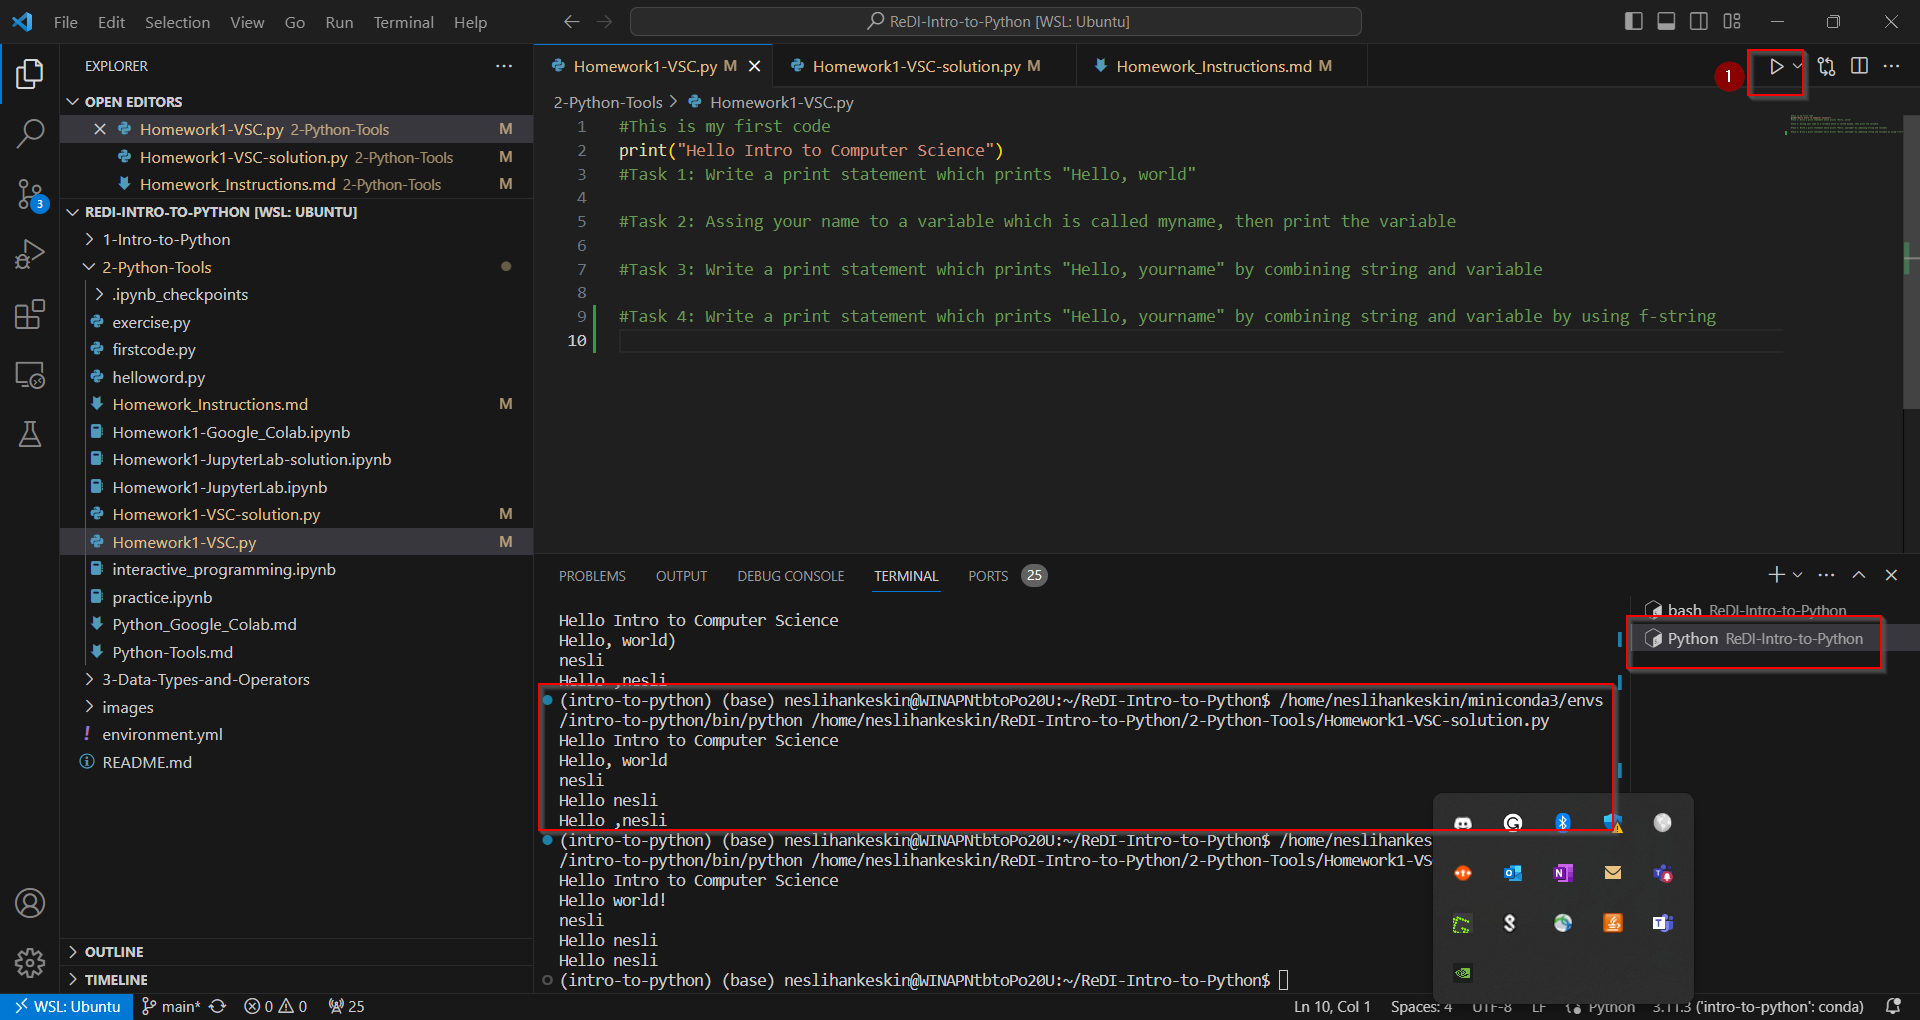 File Edit Selection View Go Run Terminal Help
ReDI-Intro-to-Python [WSL: Ubuntu]
EXPLORER
OPEN EDITORS
Homework1-VSC.py 2-Python-Tools M
Homework1-VSC-solution.py 2-Python-Tools M
Homework_Instructions.md 2-Python-Tools M
REDI-INTRO-TO-PYTHON [WSL: UBUNTU]
1-Intro-to-Python
2-Python-Tools
.ipynb_checkpoints
exercise.py
firstcode.py
helloword.py
Homework_Instructions.md M
Homework1-Google_Colab.ipynb
Homework1-JupyterLab-solution.ipynb
Homework1-JupyterLab.ipynb
Homework1-VSC-solution.py M
Homework1-VSC.py M
interactive_programming.ipynb
practice.ipynb
Python_Google_Colab.md
Python-Tools.md
3-Data-Types-and-Operators
images
environment.yml
README.md
OUTLINE
TIMELINE
3
Homework1-VSC.py M
Homework1-VSC-solution.py M
Homework_Instructions.md M
1
2-Python-Tools > Homework1-VSC.py
1 #This is my first code
2 print("Hello Intro to Computer Science")
3 #Task 1: Write a print statement which prints "Hello, world"
4
5 #Task 2: Assing your name to a variable which is called myname, then print the variable
6
7 #Task 3: Write a print statement which prints "Hello, yourname" by combining string and variable
8
9 #Task 4: Write a print statement which prints "Hello, yourname" by combining string and variable by using f-string
10
PROBLEMS OUTPUT DEBUG CONSOLE TERMINAL PORTS 25
Hello Intro to Computer Science
Hello, world)
nesli
Hello ,nesli
(intro-to-python) (base) neslihankeskin@WINAPNtbtoPo20U:~/ReDI-Intro-to-Python$ /home/neslihankeskin/miniconda3/envs
/intro-to-python/bin/python /home/neslihankeskin/ReDI-Intro-to-Python/2-Python-Tools/Homework1-VSC-solution.py
Hello Intro to Computer Science
Hello, world
nesli
Hello nesli
Hello ,nesli
(intro-to-python) (base) neslihankeskin@WINAPNtbtoPo20U:~/ReDI-Intro-to-Python$ /home/neslihankes
/intro-to-python/bin/python /home/neslihankeskin/ReDI-Intro-to-Python/2-Python-Tools/Homework1-VS
Hello Intro to Computer Science
Hello world!
nesli
Hello nesli
Hello nesli
(intro-to-python) (base) neslihankeskin@WINAPNtbtoPo20U:~/ReDI-Intro-to-Python$
bash ReDI-Intro-to-Python
Python ReDI-Intro-to-Python
WSL: Ubuntu main* 0 0 25
Ln 10, Col 1 Spaces: 4 UTF-8 LF Python 3.11.3 ('intro-to-python': conda)